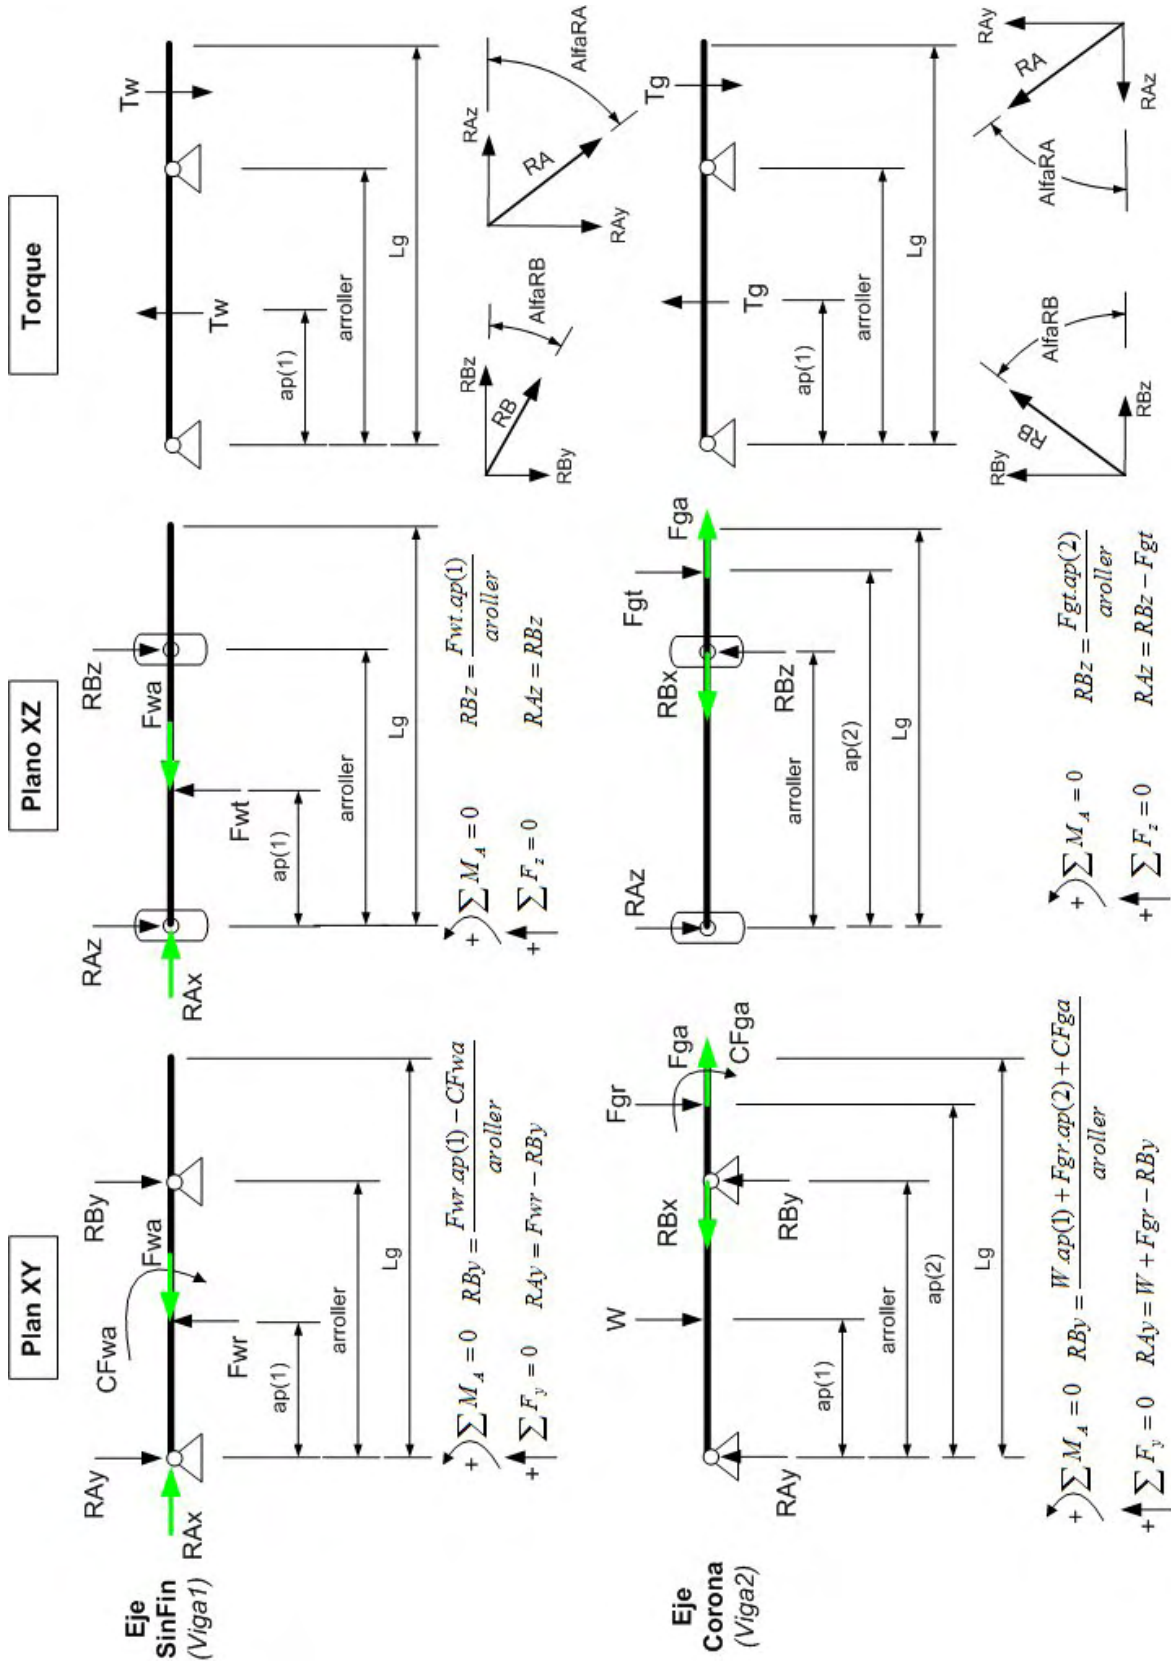 Plan XY
Plano XZ
Torque
Eje
SinFin
(Viga1)
RAy
RAx
CFwa
Fwa
RBy
Fwr
ap(1)
arroller
Lg
+ ∑ M_A = 0 RBy = (Fwr.ap(1) − CFwa) / aroller
+ ∑ F_y = 0 RAy = Fwr − RBy
RAz
RAx
Fwa
RBz
Fwt
ap(1)
arroller
Lg
+ ∑ M_A = 0 RBz = Fwt.ap(1) / aroller
+ ∑ F_z = 0 RAz = RBz
Tw
Tw
ap(1)
arroller
Lg
RBz
RB
RBy
AlfaRB
RAz
RA
RAy
AlfaRA
Eje
Corona
(Viga2)
RAy
W
RBx
RBy
Fgr
Fga
CFga
ap(1)
arroller
ap(2)
Lg
+ ∑ M_A = 0 RBy = (W.ap(1) + Fgr.ap(2) + CFga) / aroller
+ ∑ F_y = 0 RAy = W + Fgr − RBy
RAz
RBx
RBz
Fgt
Fga
arroller
ap(2)
Lg
+ ∑ M_A = 0 RBz = Fgt.ap(2) / aroller
+ ∑ F_z = 0 RAz = RBz − Fgt
Tg
Tg
ap(1)
arroller
Lg
RBy
RB
RBz
AlfaRB
RAy
RA
RAz
AlfaRA